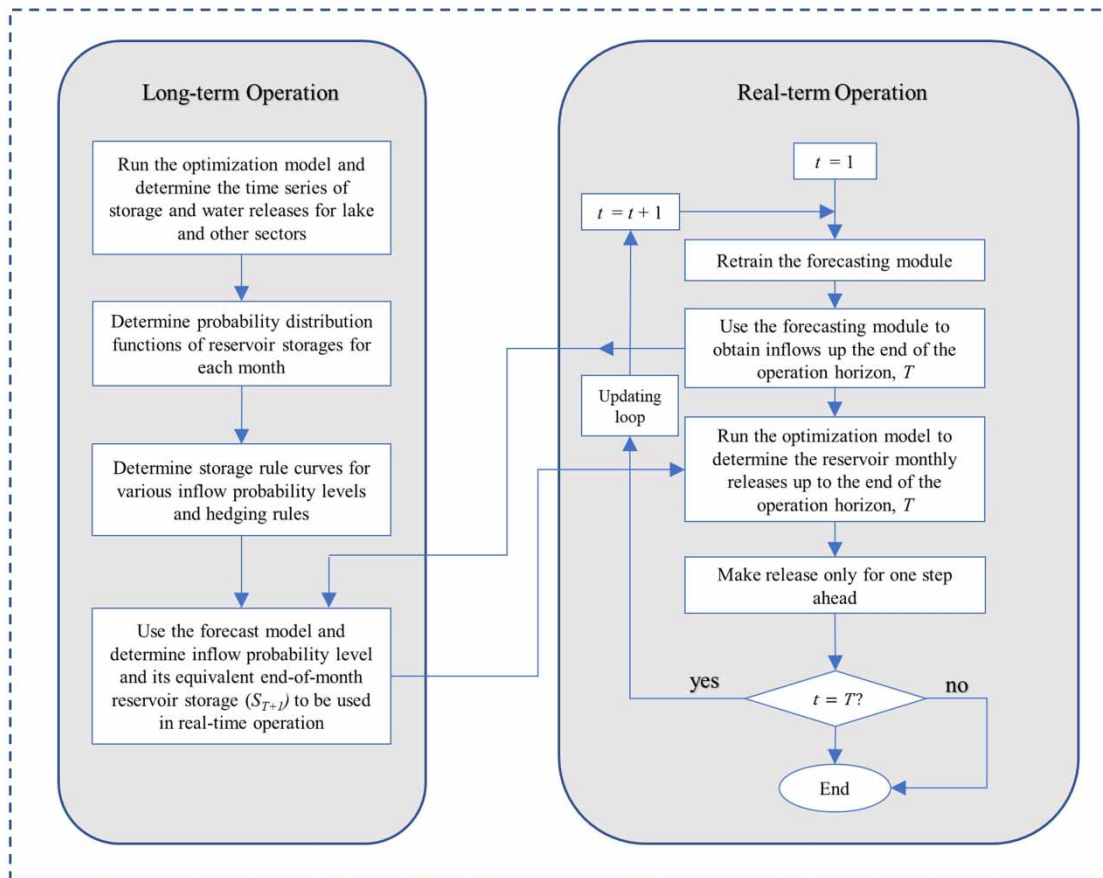 Long-term Operation
Run the optimization model and
determine the time series of
storage and water releases for lake
and other sectors
Determine probability distribution
functions of reservoir storages for
each month
Determine storage rule curves for
various inflow probability levels
and hedging rules
Use the forecast model and
determine inflow probability level
and its equivalent end-of-month
reservoir storage (S_{T+1}) to be used
in real-time operation
Real-term Operation
t = 1
t = t + 1
Retrain the forecasting module
Use the forecasting module to
obtain inflows up the end of the
operation horizon, T
Updating
loop
Run the optimization model to
determine the reservoir monthly
releases up to the end of the
operation horizon, T
Make release only for one step
ahead
yes
t = T?
no
End